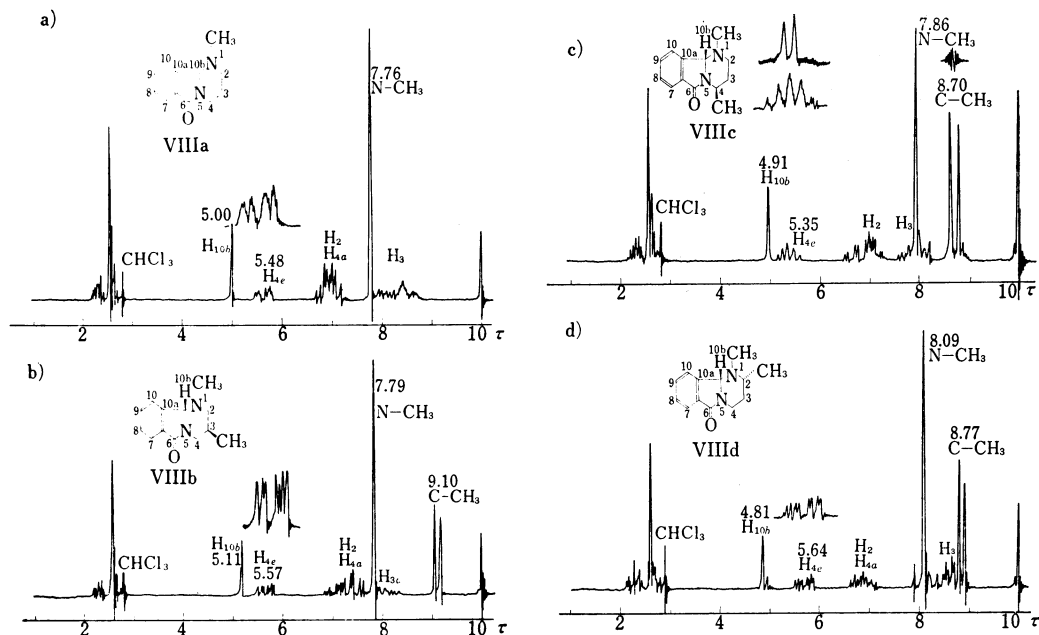 a)
CH₃
10 10a 10b N 1
9 2
8 N 3
7 6 5 4
O
VIIIa
7.76
N—CH₃
5.00
H₁₀b
5.48
H₄e
H₂
H₄a
H₃
CHCl₃
2 4 6 8 10 τ
b)
10b CH₃
10 H
10a N 1
9 2
8 N 3
7 6 5 4 CH₃
O
VIIIb
7.79
N—CH₃
9.10
C—CH₃
CHCl₃
H₁₀b
5.11
H₄e
5.57
H₂
H₄a
2 4 6 8 10 τ
c)
10b CH₃
10 H
10a N 1
9 2
8 N 3
7 6 5 4
O CH₃
VIIIc
7.86
N—CH₃
8.70
C—CH₃
4.91
H₁₀b
CHCl₃
5.35
H₄e
H₂
H₃
2 4 6 8 10 τ
d)
10b CH₃
10 H
10a N 1 CH₃
9 2
8 N 3
7 6 5 4
O
VIIId
8.09
N—CH₃
8.77
C—CH₃
4.81
H₁₀b
CHCl₃
5.64
H₄e
H₂
H₄a
H₃
2 4 6 8 10 τ